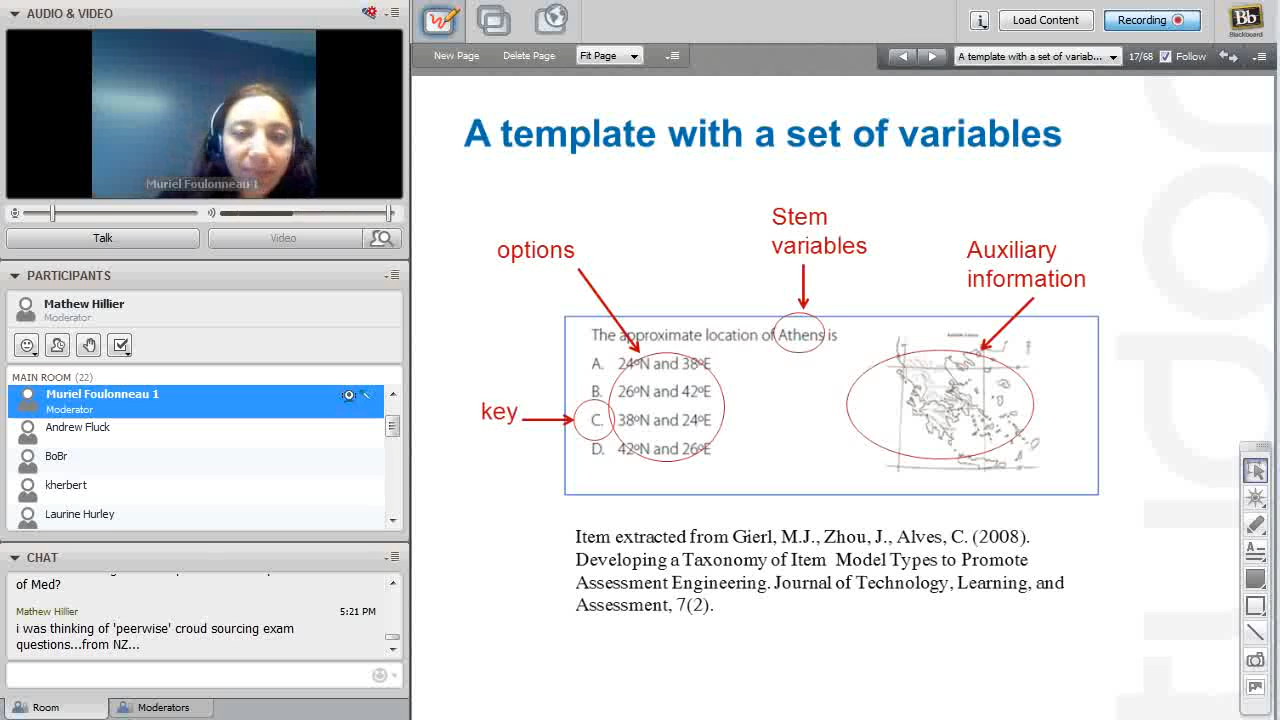 AUDIO & VIDEO
Muriel Foulonneau 1
Talk
Video
PARTICIPANTS
Mathew Hillier
Moderator
MAIN ROOM (22)
Muriel Foulonneau 1
Moderator
Andrew Fluck
BoBr
kherbert
Laurine Hurley
CHAT
of Med?
Mathew Hillier 5:21 PM
i was thinking of 'peerwise' croud sourcing exam
questions...from NZ...
Room
Moderators
Load Content
Recording
Bb
Blackboard
New Page
Delete Page
Fit Page
A template with a set of variab...
17/68
Follow
A template with a set of variables
options
Stem
variables
Auxiliary
information
key
The approximate location of Athens is
A. 24ºN and 38ºE
B. 26ºN and 42ºE
C. 38ºN and 24ºE
D. 42ºN and 26ºE
Item extracted from Gierl, M.J., Zhou, J., Alves, C. (2008).
Developing a Taxonomy of Item Model Types to Promote
Assessment Engineering. Journal of Technology, Learning, and
Assessment, 7(2).